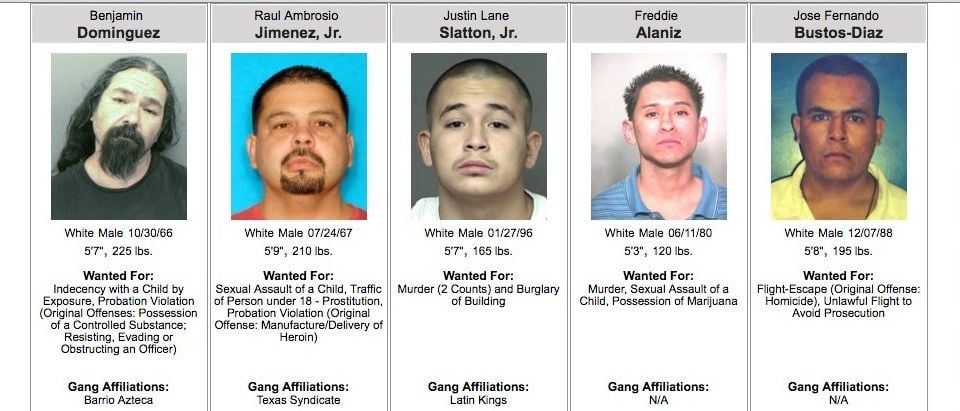 Benjamin
Dominguez
White Male 10/30/66
5'7", 225 lbs.
Wanted For:
Indecency with a Child by
Exposure, Probation Violation
(Original Offenses: Possession
of a Controlled Substance;
Resisting, Evading or
Obstructing an Officer)
Gang Affiliations:
Barrio Azteca
Raul Ambrosio
Jimenez, Jr.
White Male 07/24/67
5'9", 210 lbs.
Wanted For:
Sexual Assault of a Child, Traffic
of Person under 18 - Prostitution,
Probation Violation (Original
Offense: Manufacture/Delivery of
Heroin)
Gang Affiliations:
Texas Syndicate
Justin Lane
Slatton, Jr.
White Male 01/27/96
5'7", 165 lbs.
Wanted For:
Murder (2 Counts) and Burglary
of Building
Gang Affiliations:
Latin Kings
Freddie
Alaniz
White Male 06/11/80
5'3", 120 lbs.
Wanted For:
Murder, Sexual Assault of a
Child, Possession of Marijuana
Gang Affiliations:
N/A
Jose Fernando
Bustos-Diaz
White Male 12/07/88
5'8", 195 lbs.
Wanted For:
Flight-Escape (Original Offense:
Homicide), Unlawful Flight to
Avoid Prosecution
Gang Affiliations:
N/A